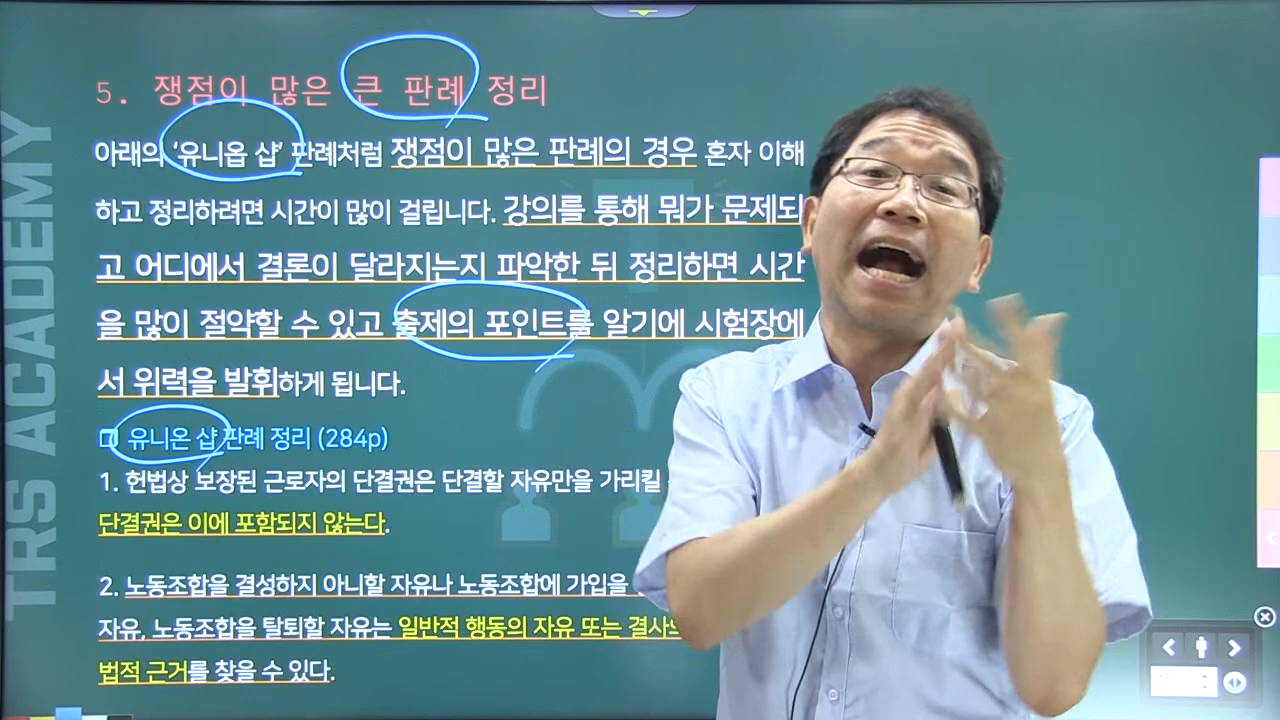 5. 쟁점이 많은 큰 판례 정리
아래의 '유니옵 샵' 판례처럼 쟁점이 많은 판례의 경우 혼자 이해
하고 정리하려면 시간이 많이 걸립니다. 강의를 통해 뭐가 문제되
고 어디에서 결론이 달라지는지 파악한 뒤 정리하면 시간
을 많이 절약할 수 있고 출제의 포인트를 알기에 시험장에
서 위력을 발휘하게 됩니다.
□ 유니온 샵 판례 정리 (284p)
1. 헌법상 보장된 근로자의 단결권은 단결할 자유만을 가리킬
단결권은 이에 포함되지 않는다.
2. 노동조합을 결성하지 아니할 자유나 노동조합에 가입을
자유, 노동조합을 탈퇴할 자유는 일반적 행동의 자유 또는 결사의
법적 근거를 찾을 수 있다.
TRS ACADEMY